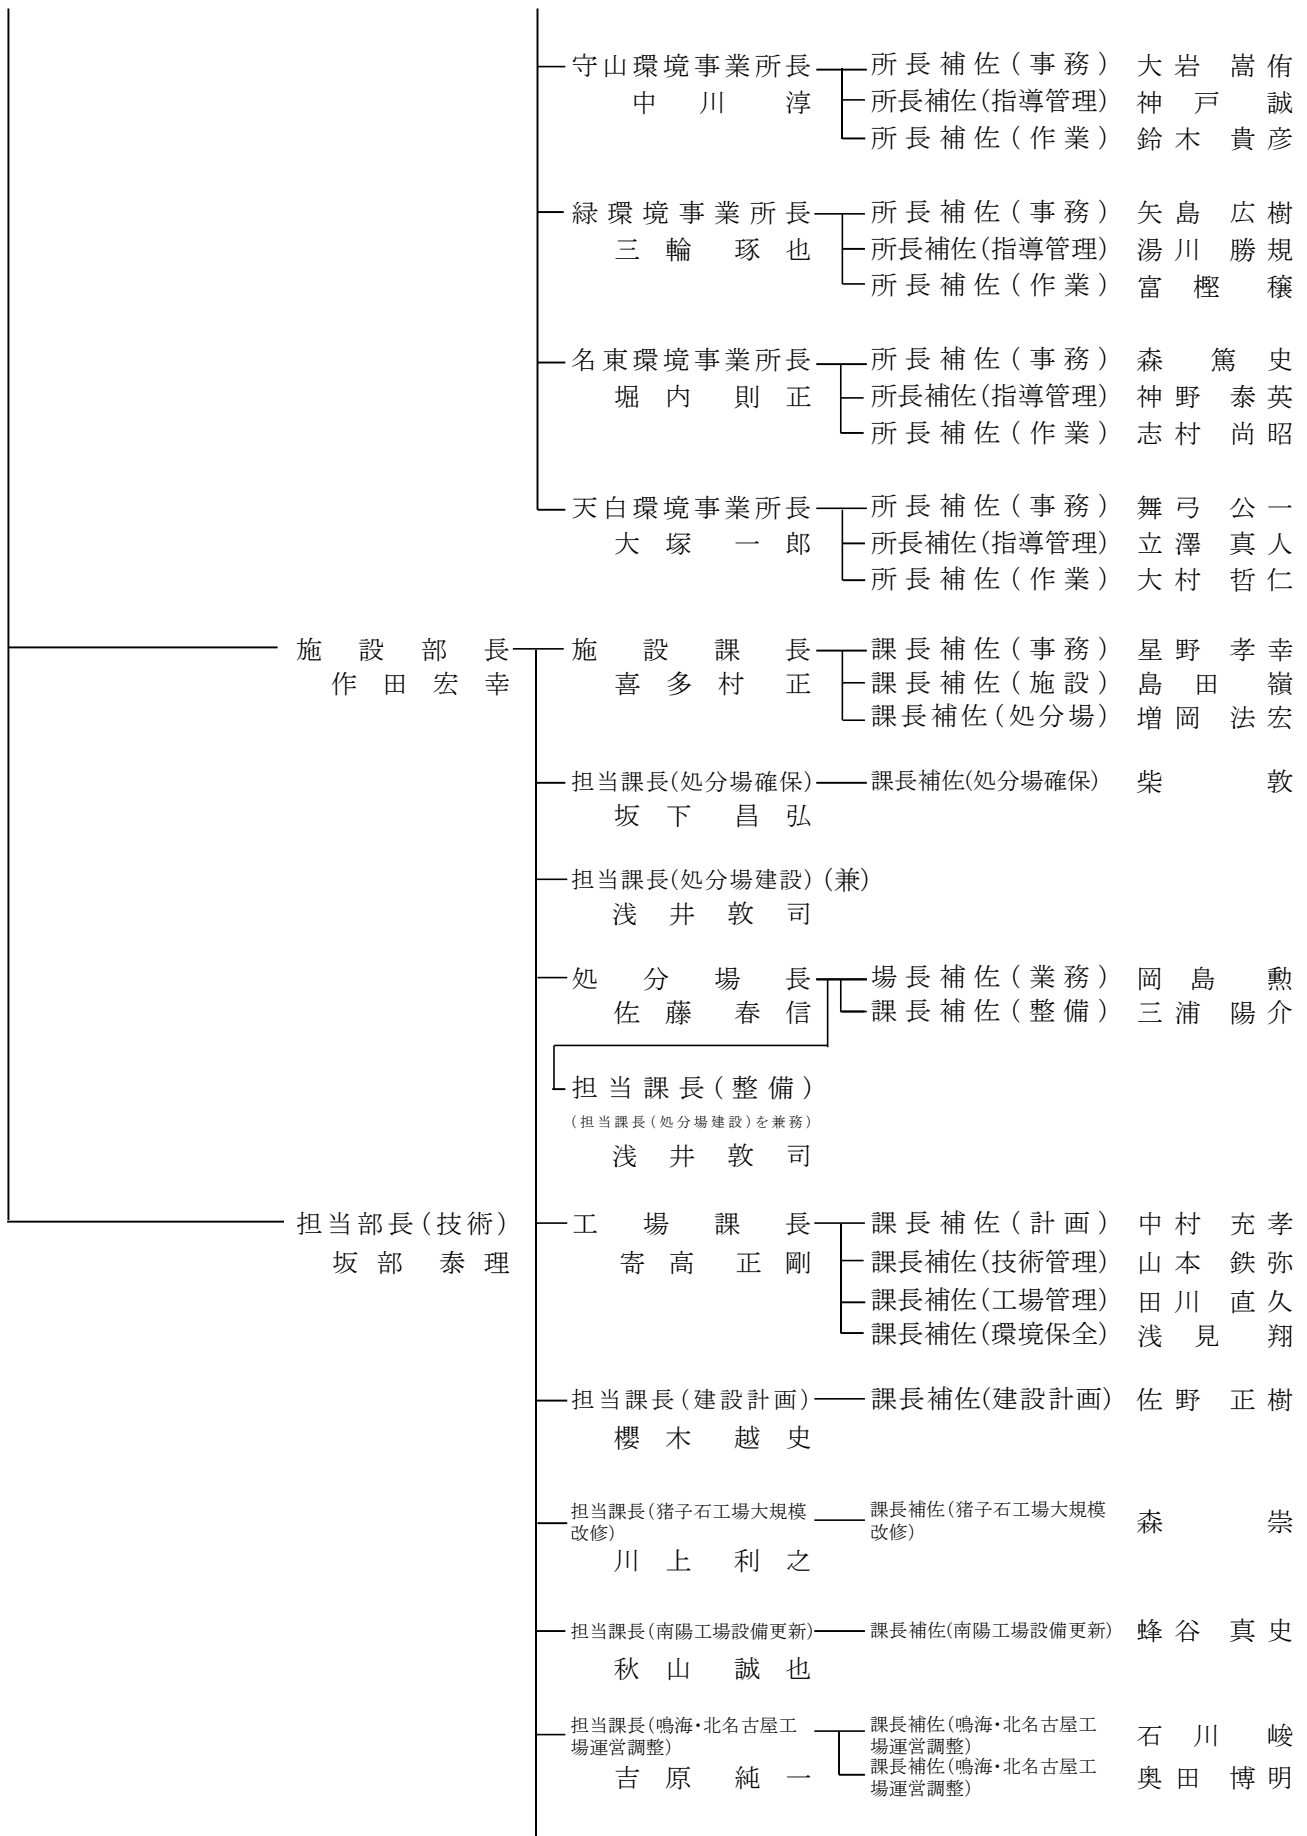 守山環境事業所長 所長補佐(事務) 大岩嵩侑
中川淳 所長補佐(指導管理) 神戸誠
所長補佐(作業) 鈴木貴彦
緑環境事業所長 所長補佐(事務) 矢島広樹
三輪琢也 所長補佐(指導管理) 湯川勝規
所長補佐(作業) 富樫穣
名東環境事業所長 所長補佐(事務) 森篤史
堀内則正 所長補佐(指導管理) 神野泰英
所長補佐(作業) 志村尚昭
天白環境事業所長 所長補佐(事務) 舞弓公一
大塚一郎 所長補佐(指導管理) 立澤真人
所長補佐(作業) 大村哲仁
施設部長 施設課長 課長補佐(事務) 星野孝幸
作田宏幸 喜多村正 課長補佐(施設) 島田嶺
課長補佐(処分場) 増岡法宏
担当課長(処分場確保) 課長補佐(処分場確保) 柴敦
坂下昌弘
担当課長(処分場建設)(兼)
浅井敦司
処分場長 場長補佐(業務) 岡島勲
佐藤春信 課長補佐(整備) 三浦陽介
担当課長(整備)
(担当課長(処分場建設)を兼務)
浅井敦司
担当部長(技術) 工場課長 課長補佐(計画) 中村充孝
坂部泰理 寄高正剛 課長補佐(技術管理) 山本鉄弥
課長補佐(工場管理) 田川直久
課長補佐(環境保全) 浅見翔
担当課長(建設計画) 課長補佐(建設計画) 佐野正樹
櫻木越史
担当課長(猪子石工場大規模 課長補佐(猪子石工場大規模 森崇
改修) 改修)
川上利之
担当課長(南陽工場設備更新) 課長補佐(南陽工場設備更新) 蜂谷真史
秋山誠也
担当課長(鳴海・北名古屋工 課長補佐(鳴海・北名古屋工 石川峻
場運営調整) 場運営調整)
吉原純一 課長補佐(鳴海・北名古屋工 奥田博明
場運営調整)